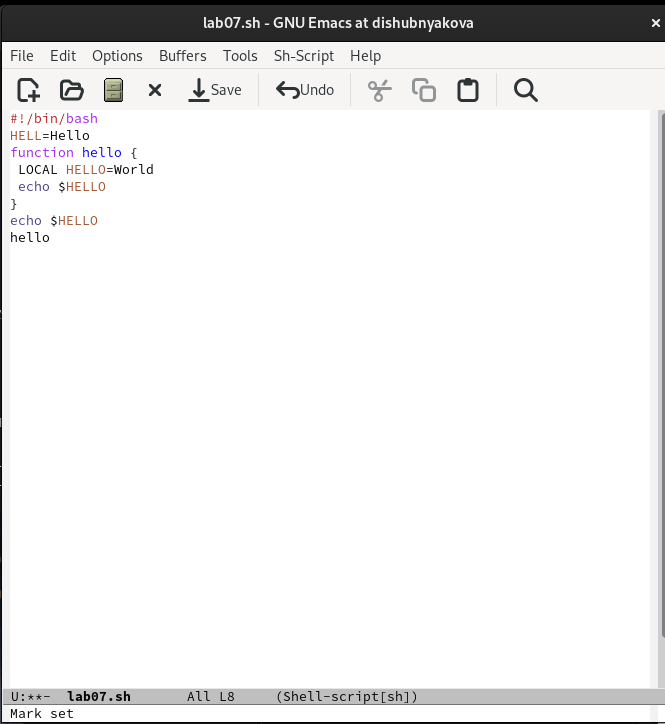 lab07.sh - GNU Emacs at dishubnyakova
File Edit Options Buffers Tools Sh-Script Help
Save Undo
#!/bin/bash
HELL=Hello
function hello {
 LOCAL HELLO=World
 echo $HELLO
}
echo $HELLO
hello
U:**- lab07.sh All L8 (Shell-script[sh])
Mark set